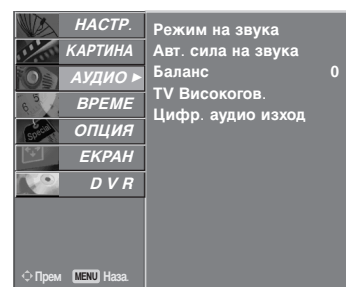 НАСТР.
КАРТИНА
АУДИО ►
ВРЕМЕ
ОПЦИЯ
ЕКРАН
D V R
Режим на звука
Авт. сила на звука
Баланс 0
TV Високогов.
Цифр. аудио изход
Прем MENU Наза.